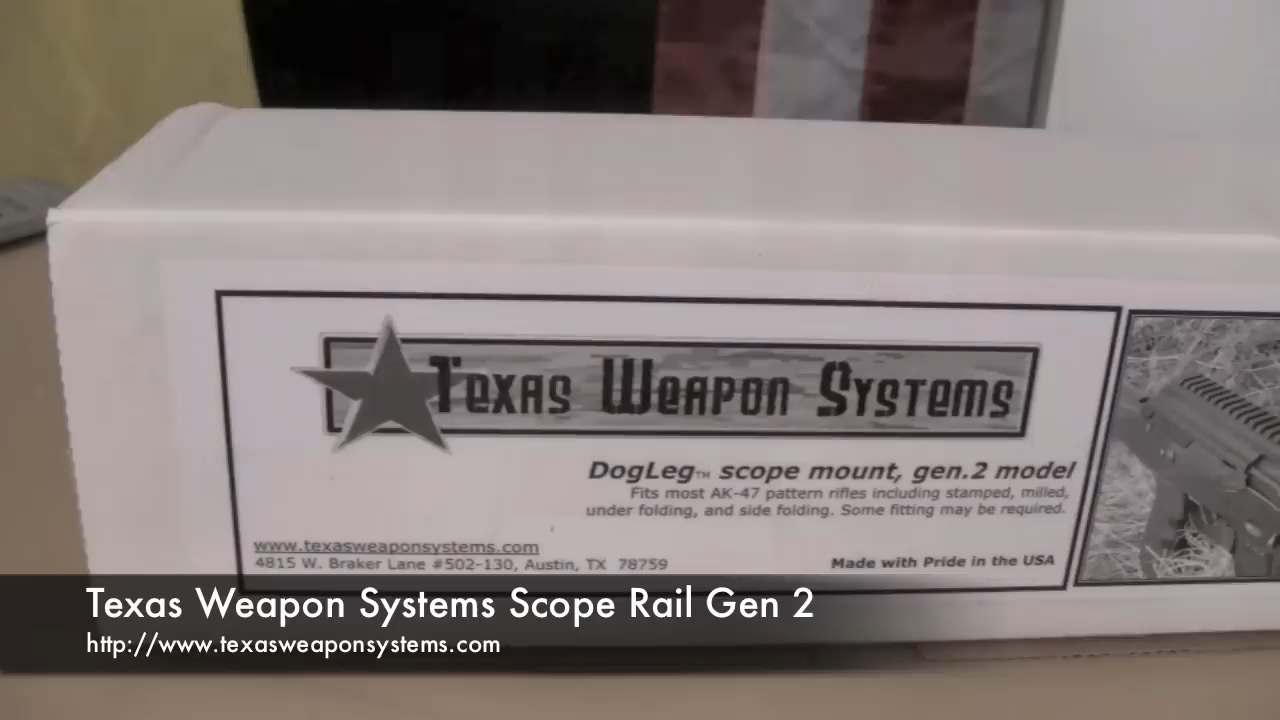 Texas Weapon Systems
DogLeg™ scope mount, gen.2 model
Fits most AK-47 pattern rifles including stamped, milled,
under folding, and side folding. Some fitting may be required.
www.texasweaponsystems.com
4815 W. Braker Lane #502-130, Austin, TX 78759
Made with Pride in the USA
Texas Weapon Systems Scope Rail Gen 2
http://www.texasweaponsystems.com